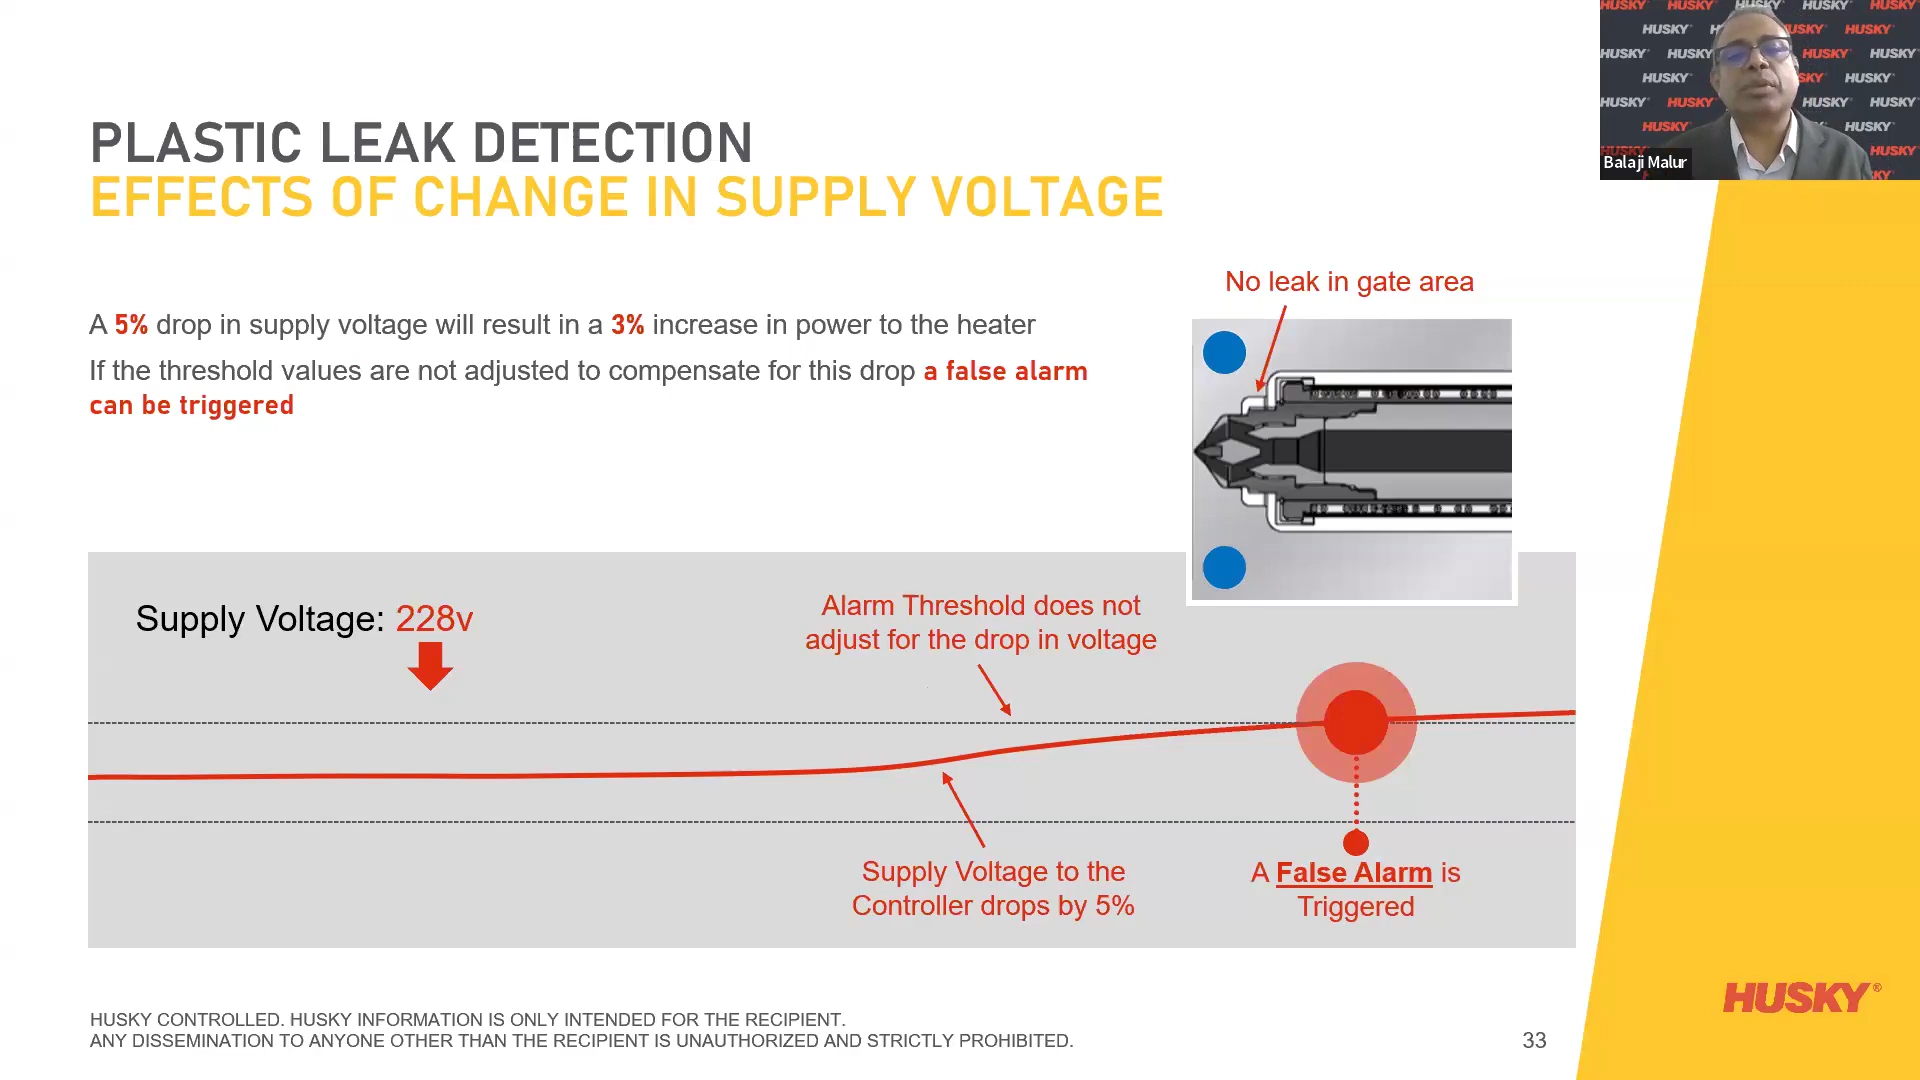 PLASTIC LEAK DETECTION
EFFECTS OF CHANGE IN SUPPLY VOLTAGE
Balaji Malur
A 5% drop in supply voltage will result in a 3% increase in power to the heater
If the threshold values are not adjusted to compensate for this drop a false alarm
can be triggered
No leak in gate area
Supply Voltage: 228v
Alarm Threshold does not
adjust for the drop in voltage
Supply Voltage to the
Controller drops by 5%
A False Alarm is
Triggered
HUSKY®
HUSKY CONTROLLED. HUSKY INFORMATION IS ONLY INTENDED FOR THE RECIPIENT.
ANY DISSEMINATION TO ANYONE OTHER THAN THE RECIPIENT IS UNAUTHORIZED AND STRICTLY PROHIBITED.
33